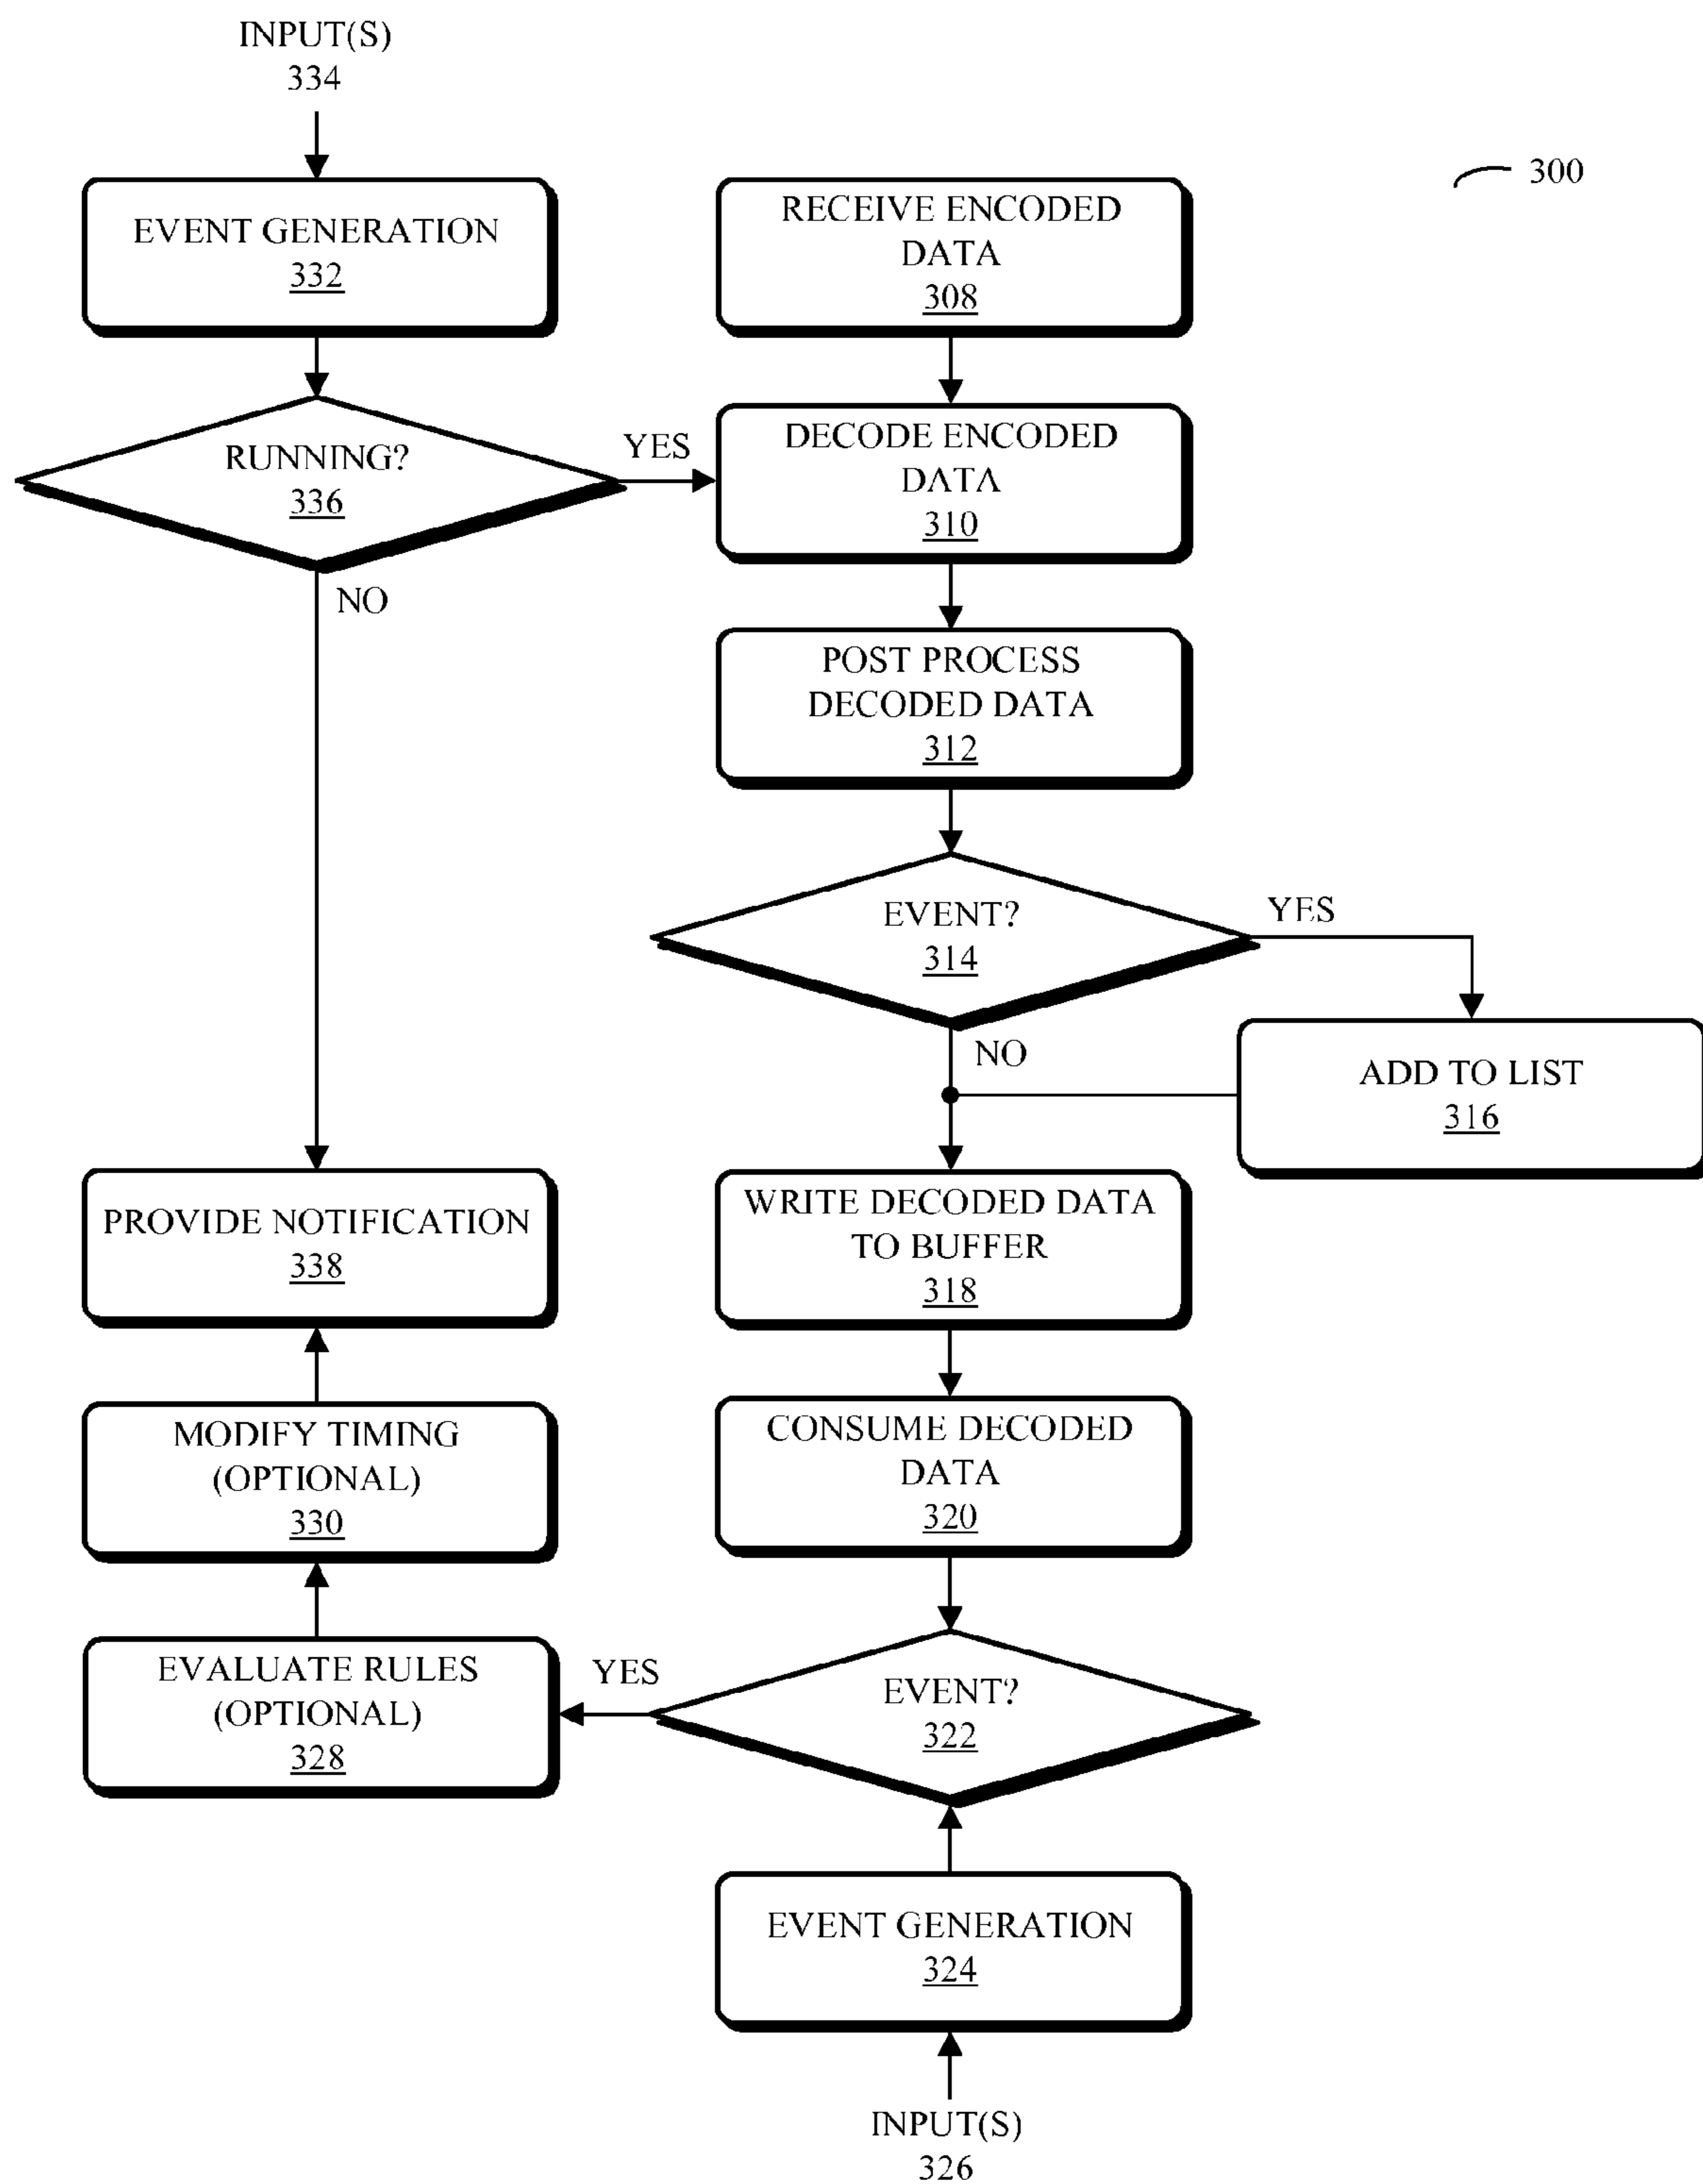 INPUT(S)
334
300
EVENT GENERATION
332
RECEIVE ENCODED
DATA
308
RUNNING?
336
YES
NO
DECODE ENCODED
DATA
310
POST PROCESS
DECODED DATA
312
EVENT?
314
YES
NO
ADD TO LIST
316
PROVIDE NOTIFICATION
338
WRITE DECODED DATA
TO BUFFER
318
MODIFY TIMING
(OPTIONAL)
330
CONSUME DECODED
DATA
320
EVALUATE RULES
(OPTIONAL)
328
YES
EVENT?
322
EVENT GENERATION
324
INPUT(S)
326